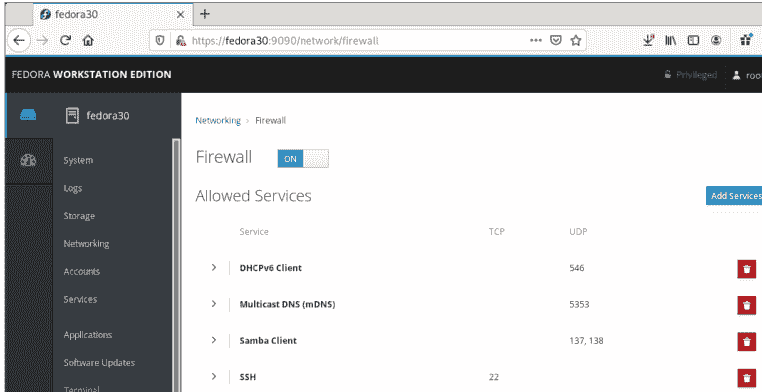 fedora30
https://fedora30:9090/network/firewall
FEDORA WORKSTATION EDITION
Privileged
roo
fedora30
System
Logs
Storage
Networking
Accounts
Services
Applications
Software Updates
Terminal
Networking > Firewall
Firewall
ON
Allowed Services
Add Services
Service TCP UDP
DHCPv6 Client 546
Multicast DNS (mDNS) 5353
Samba Client 137, 138
SSH 22